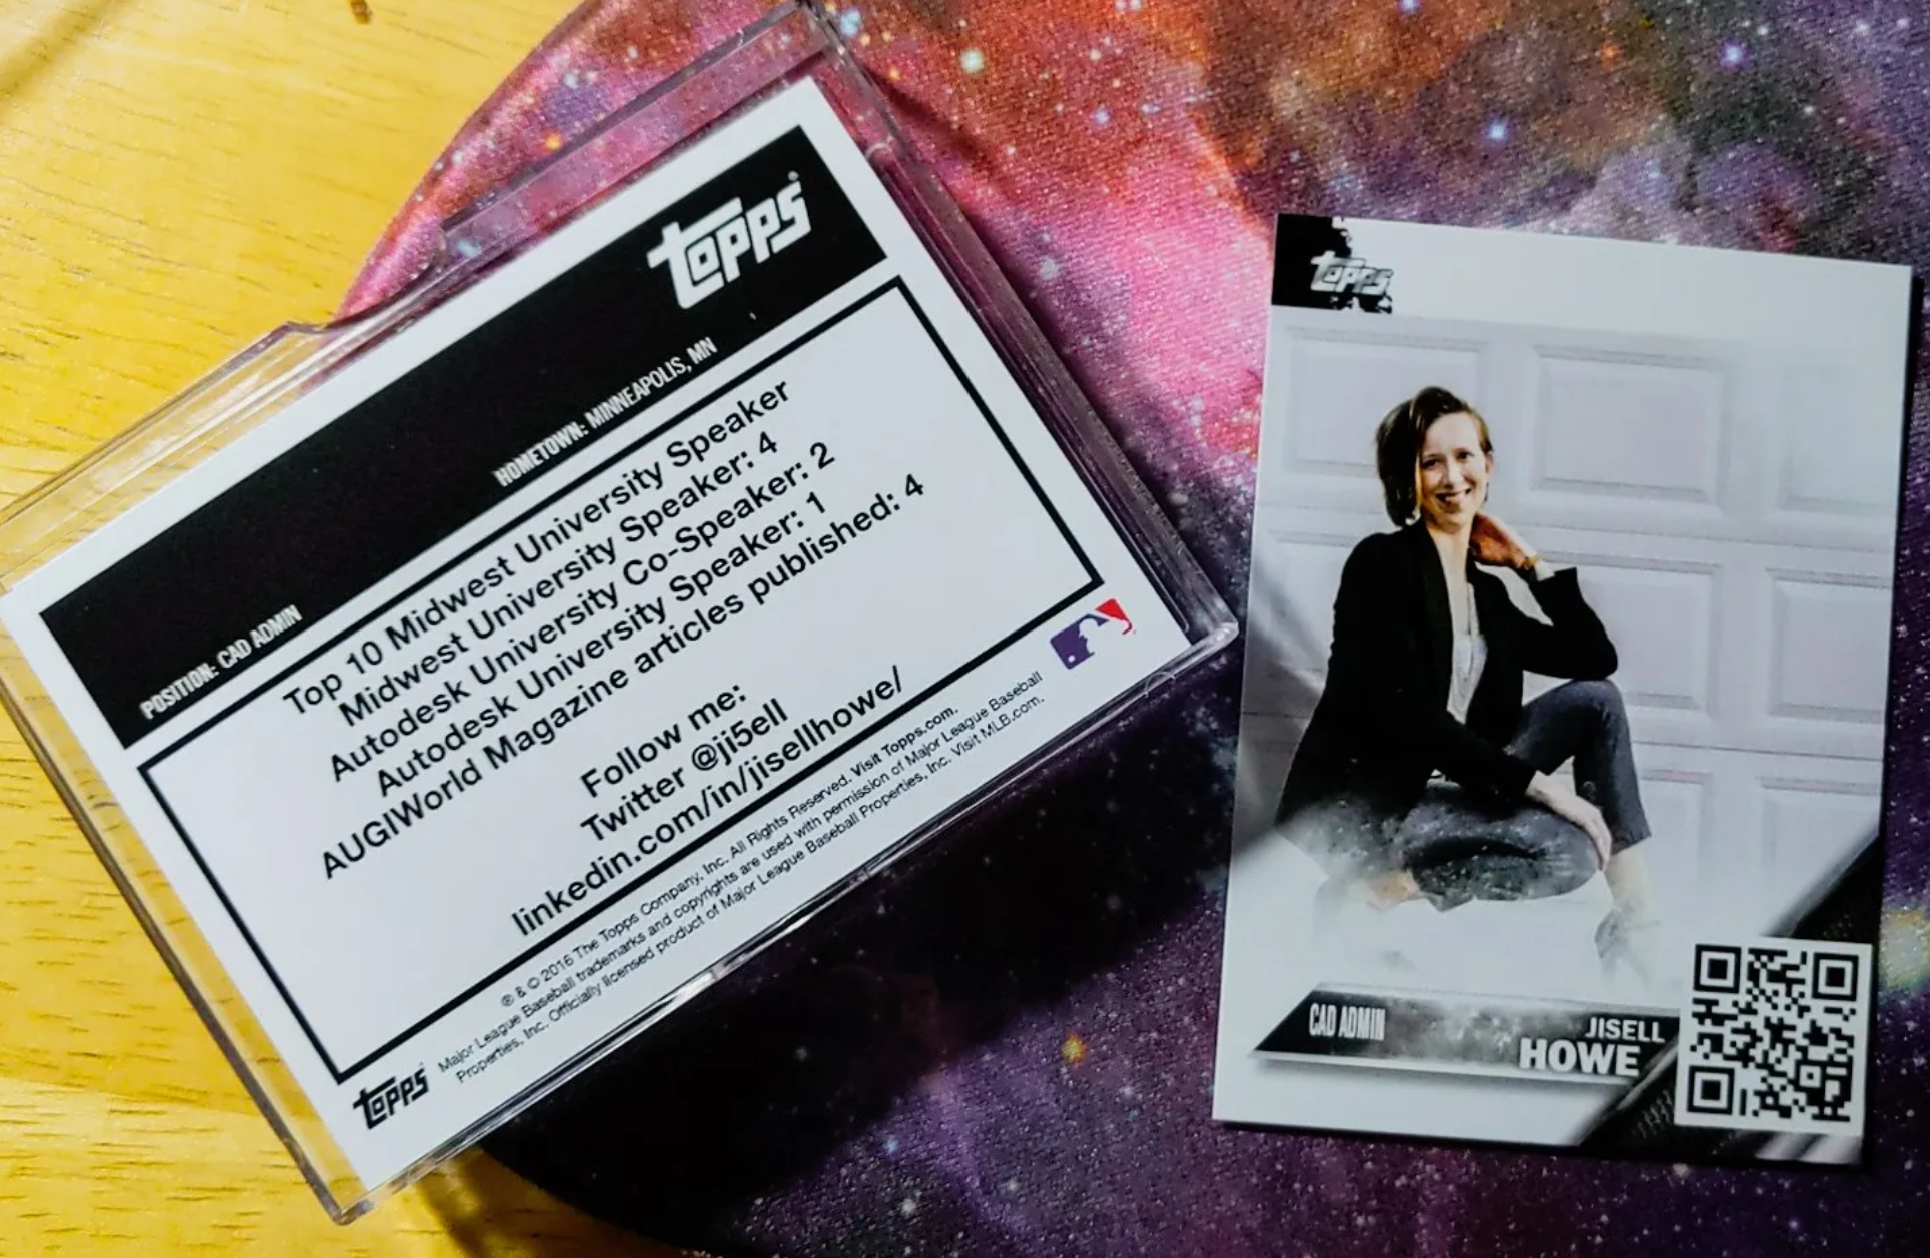 topps
POSITION: CAD ADMIN HOMETOWN: MINNEAPOLIS, MN
Top 10 Midwest University Speaker
Midwest University Speaker: 4
Autodesk University Co-Speaker: 2
Autodesk University Speaker: 1
AUGIWorld Magazine articles published: 4
Follow me:
Twitter @ji5ell
linkedin.com/in/jisellhowe/
® & © 2016 The Topps Company, Inc. All Rights Reserved. Visit Topps.com.
Major League Baseball trademarks and copyrights are used with permission of Major League Baseball
Properties, Inc. Officially licensed product of Major League Baseball Properties, Inc. Visit MLB.com.
topps
topps
CAD ADMIN
JISELL
HOWE